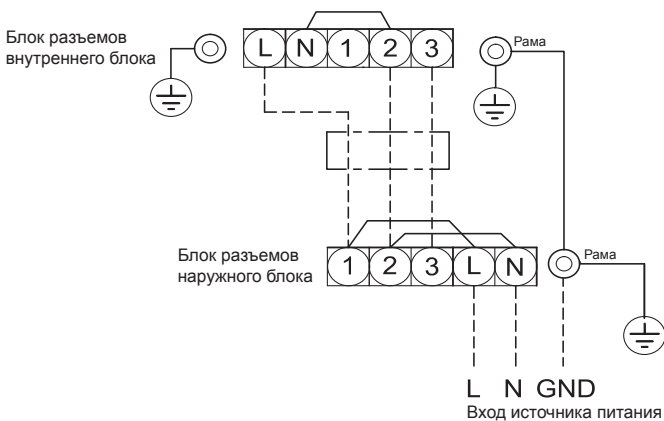 Блок разъемов
внутреннего блока
L N 1 2 3
Рама
Блок разъемов
наружного блока
1 2 3 L N
Рама
L N GND
Вход источника питания